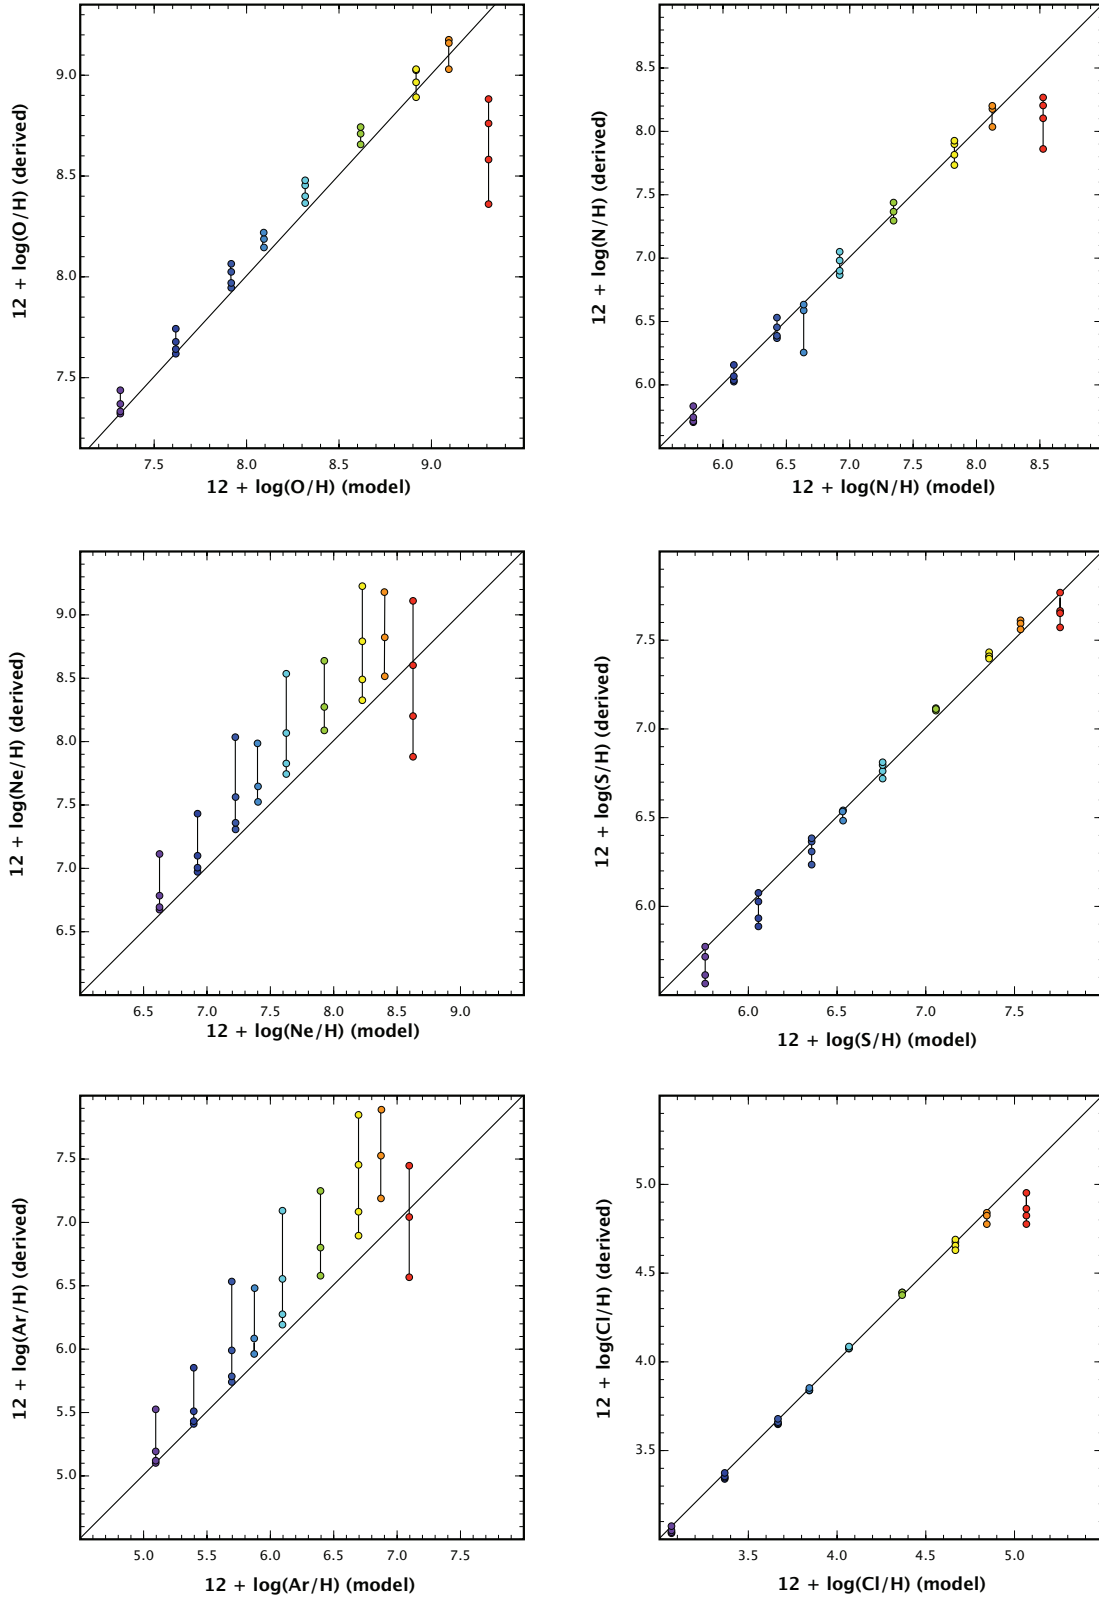 9.0
8.5
8.0
7.5
12 + log(O/H) (derived)
7.5 8.0 8.5 9.0
12 + log(O/H) (model)
8.5
8.0
7.5
7.0
6.5
6.0
12 + log(N/H) (derived)
6.0 6.5 7.0 7.5 8.0 8.5
12 + log(N/H) (model)
9.0
8.5
8.0
7.5
7.0
6.5
12 + log(Ne/H) (derived)
6.5 7.0 7.5 8.0 8.5 9.0
12 + log(Ne/H) (model)
7.5
7.0
6.5
6.0
12 + log(S/H) (derived)
6.0 6.5 7.0 7.5
12 + log(S/H) (model)
7.5
7.0
6.5
6.0
5.5
5.0
12 + log(Ar/H) (derived)
5.0 5.5 6.0 6.5 7.0 7.5
12 + log(Ar/H) (model)
5.0
4.5
4.0
3.5
12 + log(Cl/H) (derived)
3.5 4.0 4.5 5.0
12 + log(Cl/H) (model)